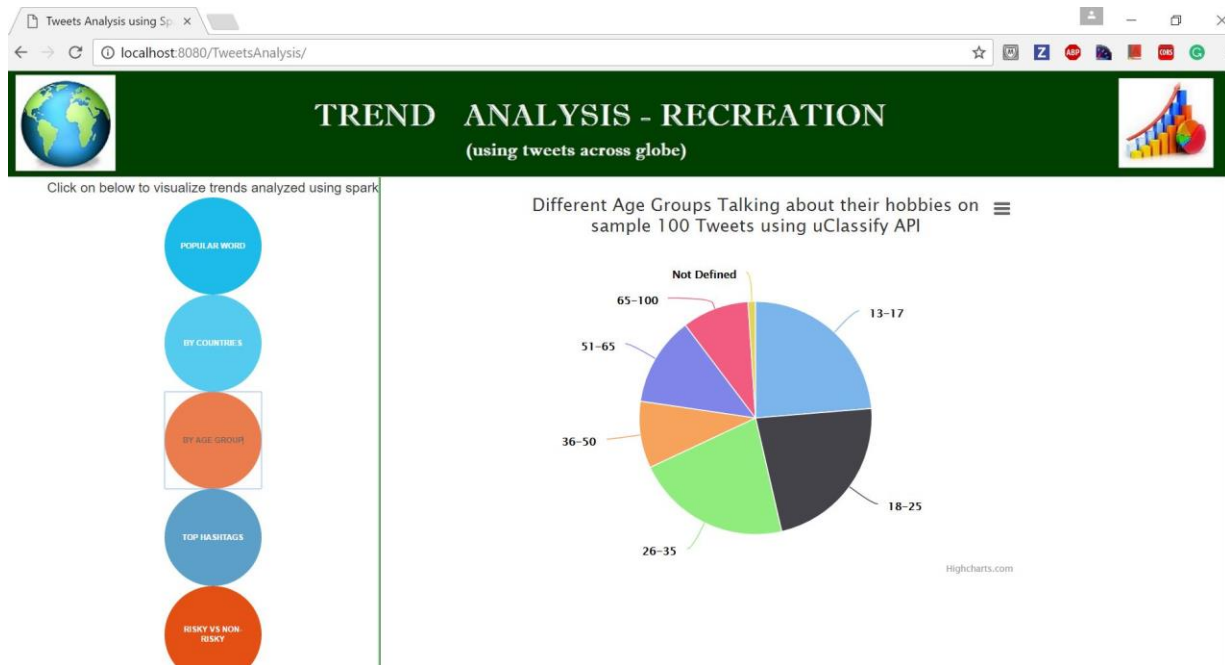 Tweets Analysis using Sp
localhost:8080/TweetsAnalysis/
ABP
CORS
TREND ANALYSIS - RECREATION
(using tweets across globe)
Click on below to visualize trends analyzed using spark
POPULAR WORD
BY COUNTRIES
BY AGE GROUP
TOP HASHTAGS
RISKY VS NON-
RISKY
Different Age Groups Talking about their hobbies on
sample 100 Tweets using uClassify API
Not Defined
65-100
13-17
51-65
36-50
18-25
26-35
Highcharts.com